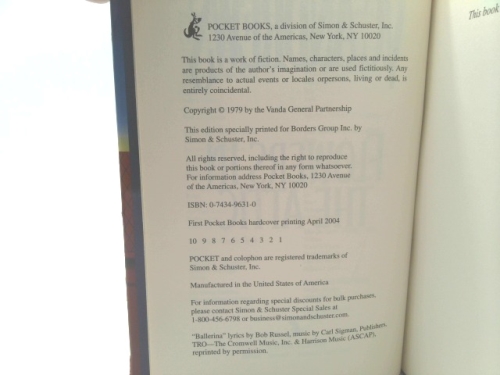 POCKET BOOKS, a division of Simon & Schuster, Inc.
1230 Avenue of the Americas, New York, NY 10020
This book is a work of fiction. Names, characters, places and incidents
are products of the author's imagination or are used fictitiously. Any
resemblance to actual events or locales orpersons, living or dead, is
entirely coincidental.
Copyright © 1979 by the Vanda General Partnership
This edition specially printed for Borders Group Inc. by
Simon & Schuster, Inc.
All rights reserved, including the right to reproduce
this book or portions thereof in any form whatsoever.
For information address Pocket Books, 1230 Avenue
of the Americas, New York, NY 10020
ISBN: 0-7434-9631-0
First Pocket Books hardcover printing April 2004
10 9 8 7 6 5 4 3 2 1
POCKET and colophon are registered trademarks of
Simon & Schuster, Inc.
Manufactured in the United States of America
For information regarding special discounts for bulk purchases,
please contact Simon & Schuster Special Sales at
1-800-456-6798 or business@simonandschuster.com.
"Ballerina" lyrics by Bob Russel, music by Carl Sigman, Publishers,
TRO—The Cromwell Music, Inc. & Harrison Music (ASCAP),
reprinted by permission.
This book